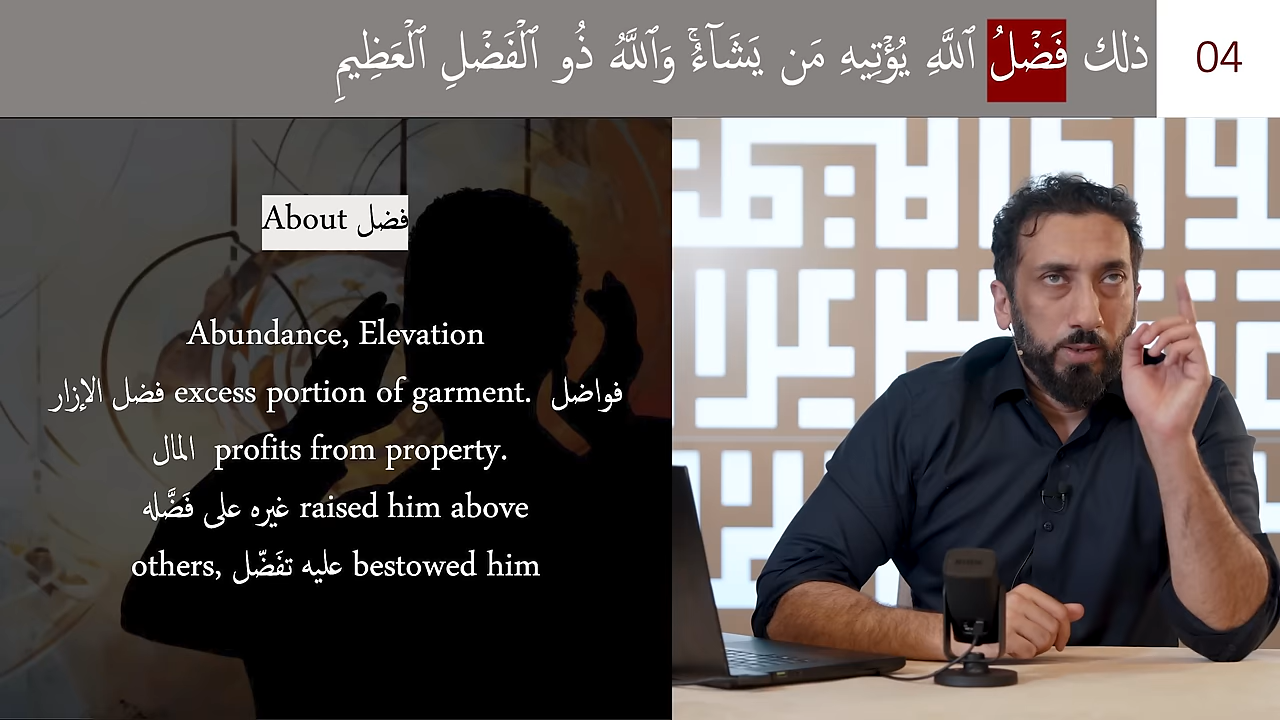 ذلك فَضْلُ ٱللَّهِ يُؤْتِيهِ مَن يَشَآءُ ۚ وَٱللَّهُ ذُو ٱلْفَضْلِ ٱلْعَظِيمِ
04
About فضل
Abundance, Elevation
فضل الإزار excess portion of garment. فواضل
المال profits from property.
غيره على فَضَّله raised him above
others, عليه تفَضّل bestowed him